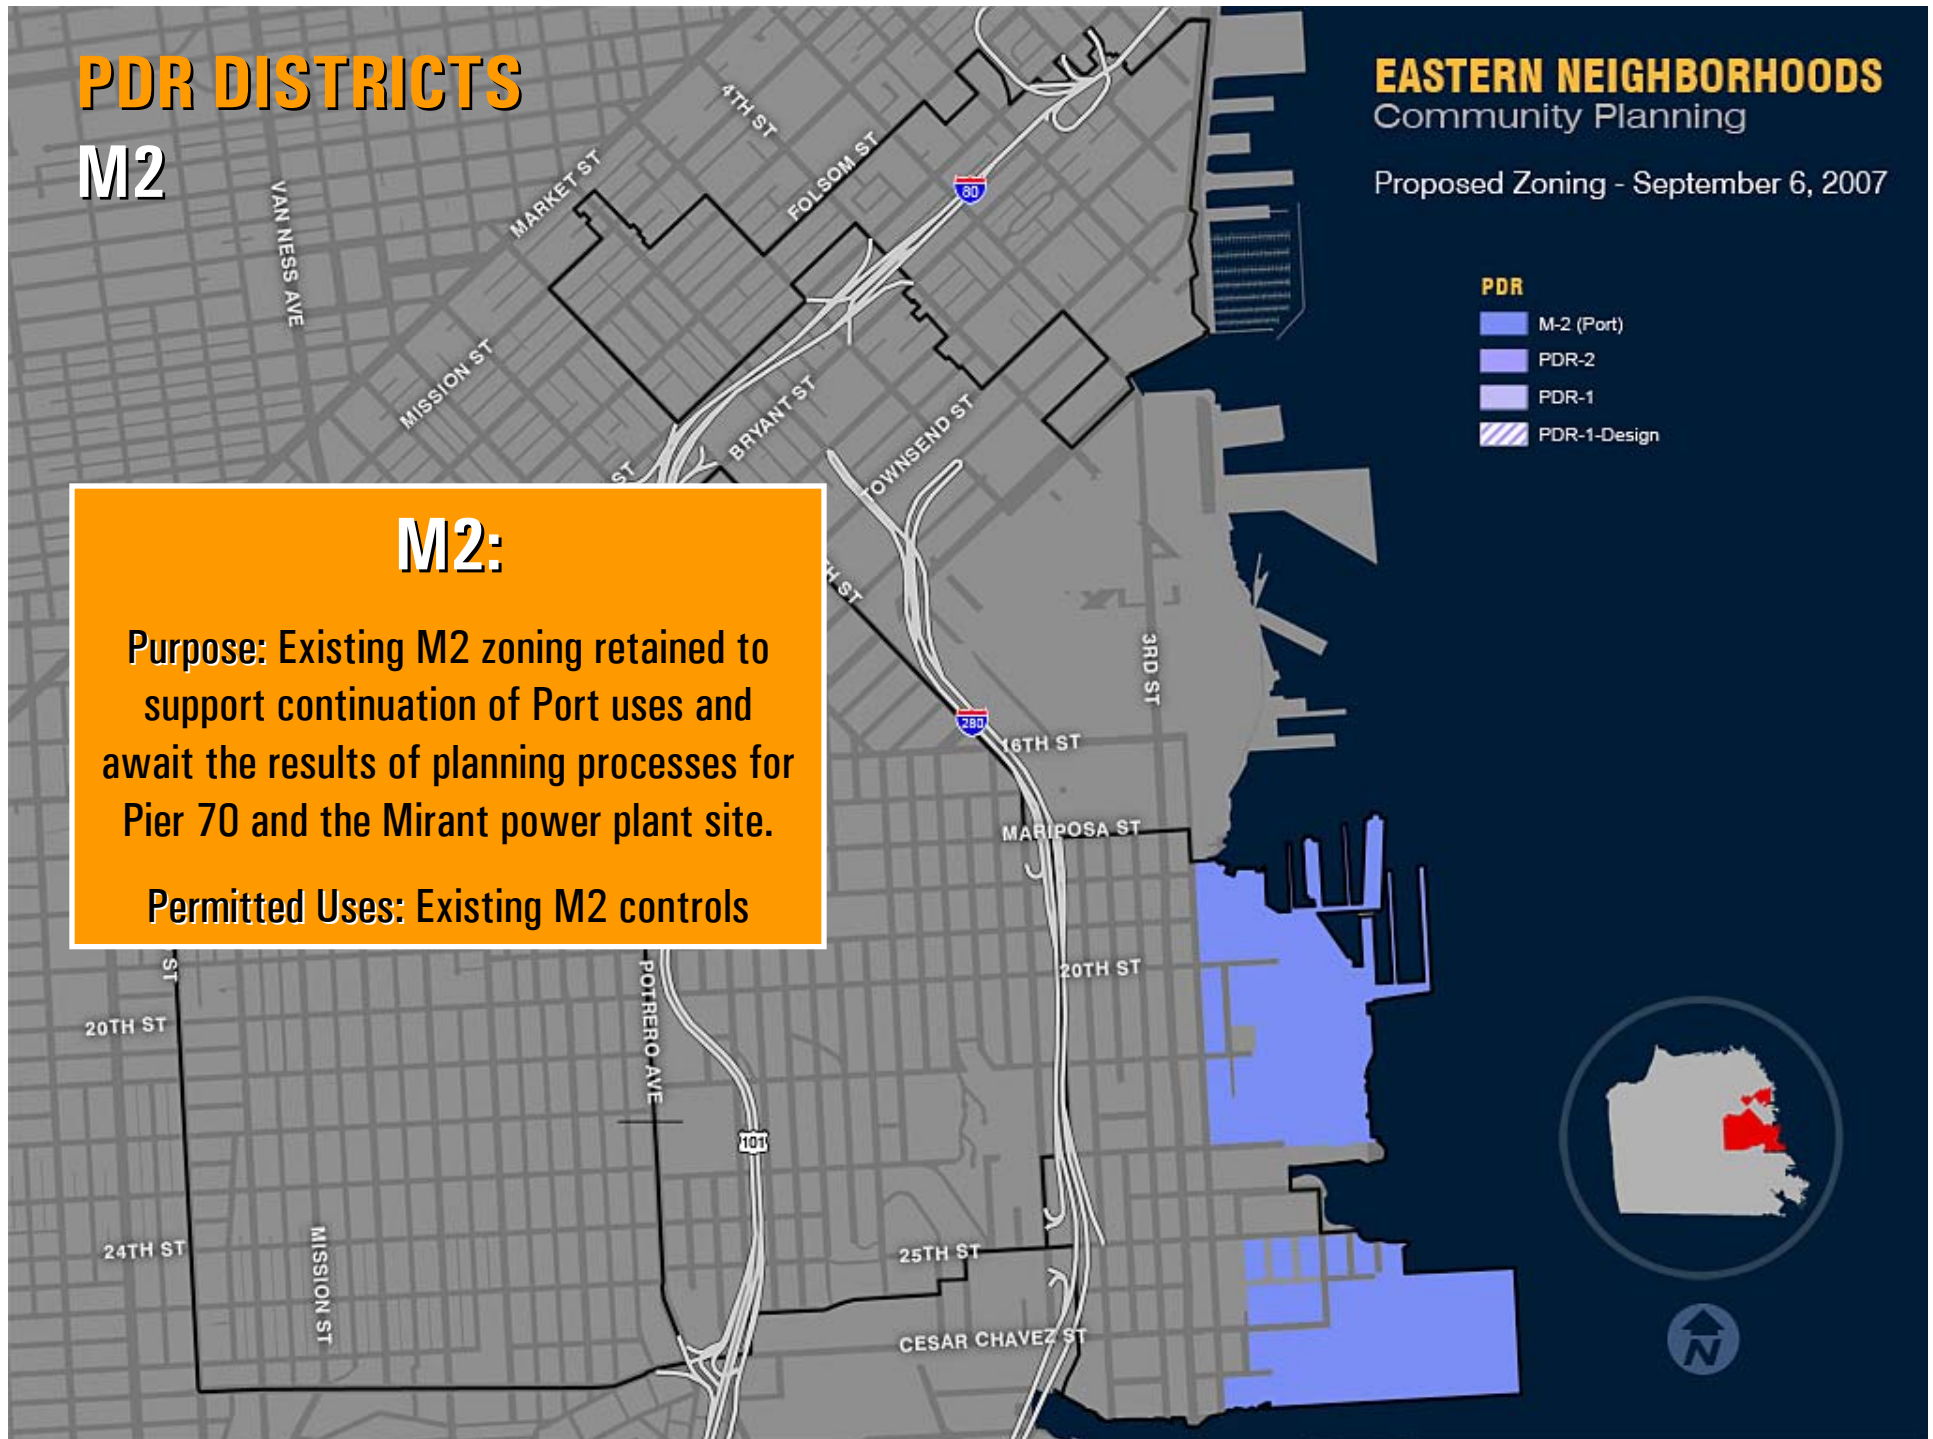 PDR DISTRICTS
M2
EASTERN NEIGHBORHOODS
Community Planning
Proposed Zoning - September 6, 2007
PDR
M-2 (Port)
PDR-2
PDR-1
PDR-1-Design
4TH ST
MARKET ST
FOLSOM ST
80
VAN NESS AVE
MISSION ST
BRYANT ST
TOWNSEND ST
ST
M2:
Purpose: Existing M2 zoning retained to
support continuation of Port uses and
await the results of planning processes for
Pier 70 and the Mirant power plant site.
Permitted Uses: Existing M2 controls
TH ST
3RD ST
280
16TH ST
MARIPOSA ST
20TH ST
ST
POTRERO AVE
20TH ST
101
24TH ST
MISSION ST
25TH ST
CESAR CHAVEZ ST
N